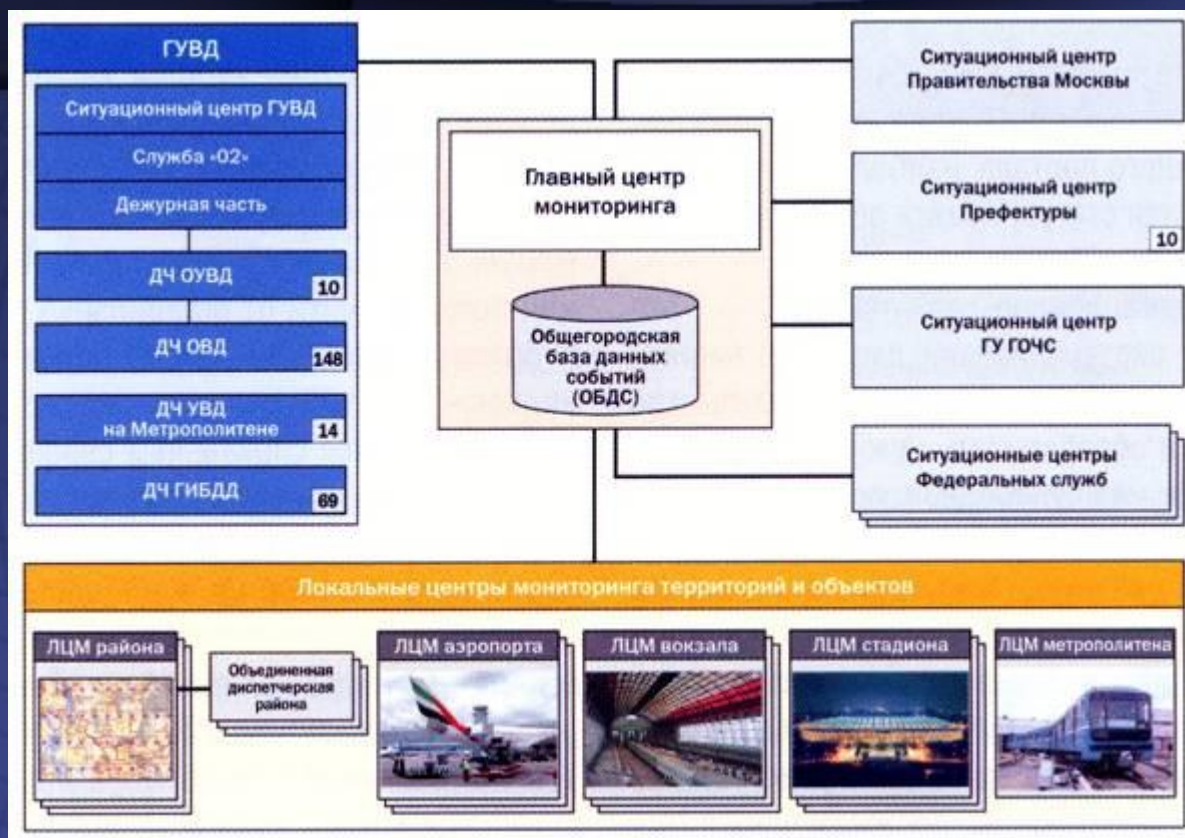 ГУВД
Ситуационный центр ГУВД
Служба «02»
Дежурная часть
ДЧ ОУВД
10
ДЧ ОВД
148
ДЧ УВД
на Метрополитене
14
ДЧ ГИБДД
69
Главный центр
мониторинга
Общегородская
база данных
событий
(ОБДС)
Ситуационный центр
Правительства Москвы
Ситуационный центр
Префектуры
10
Ситуационный центр
ГУ ГОЧС
Ситуационные центры
Федеральных служб
Локальные центры мониторинга территорий и объектов
ЛЦМ района
Объединенная
диспетчерская
района
ЛЦМ аэропорта
ЛЦМ вокзала
ЛЦМ стадиона
ЛЦМ метрополитена